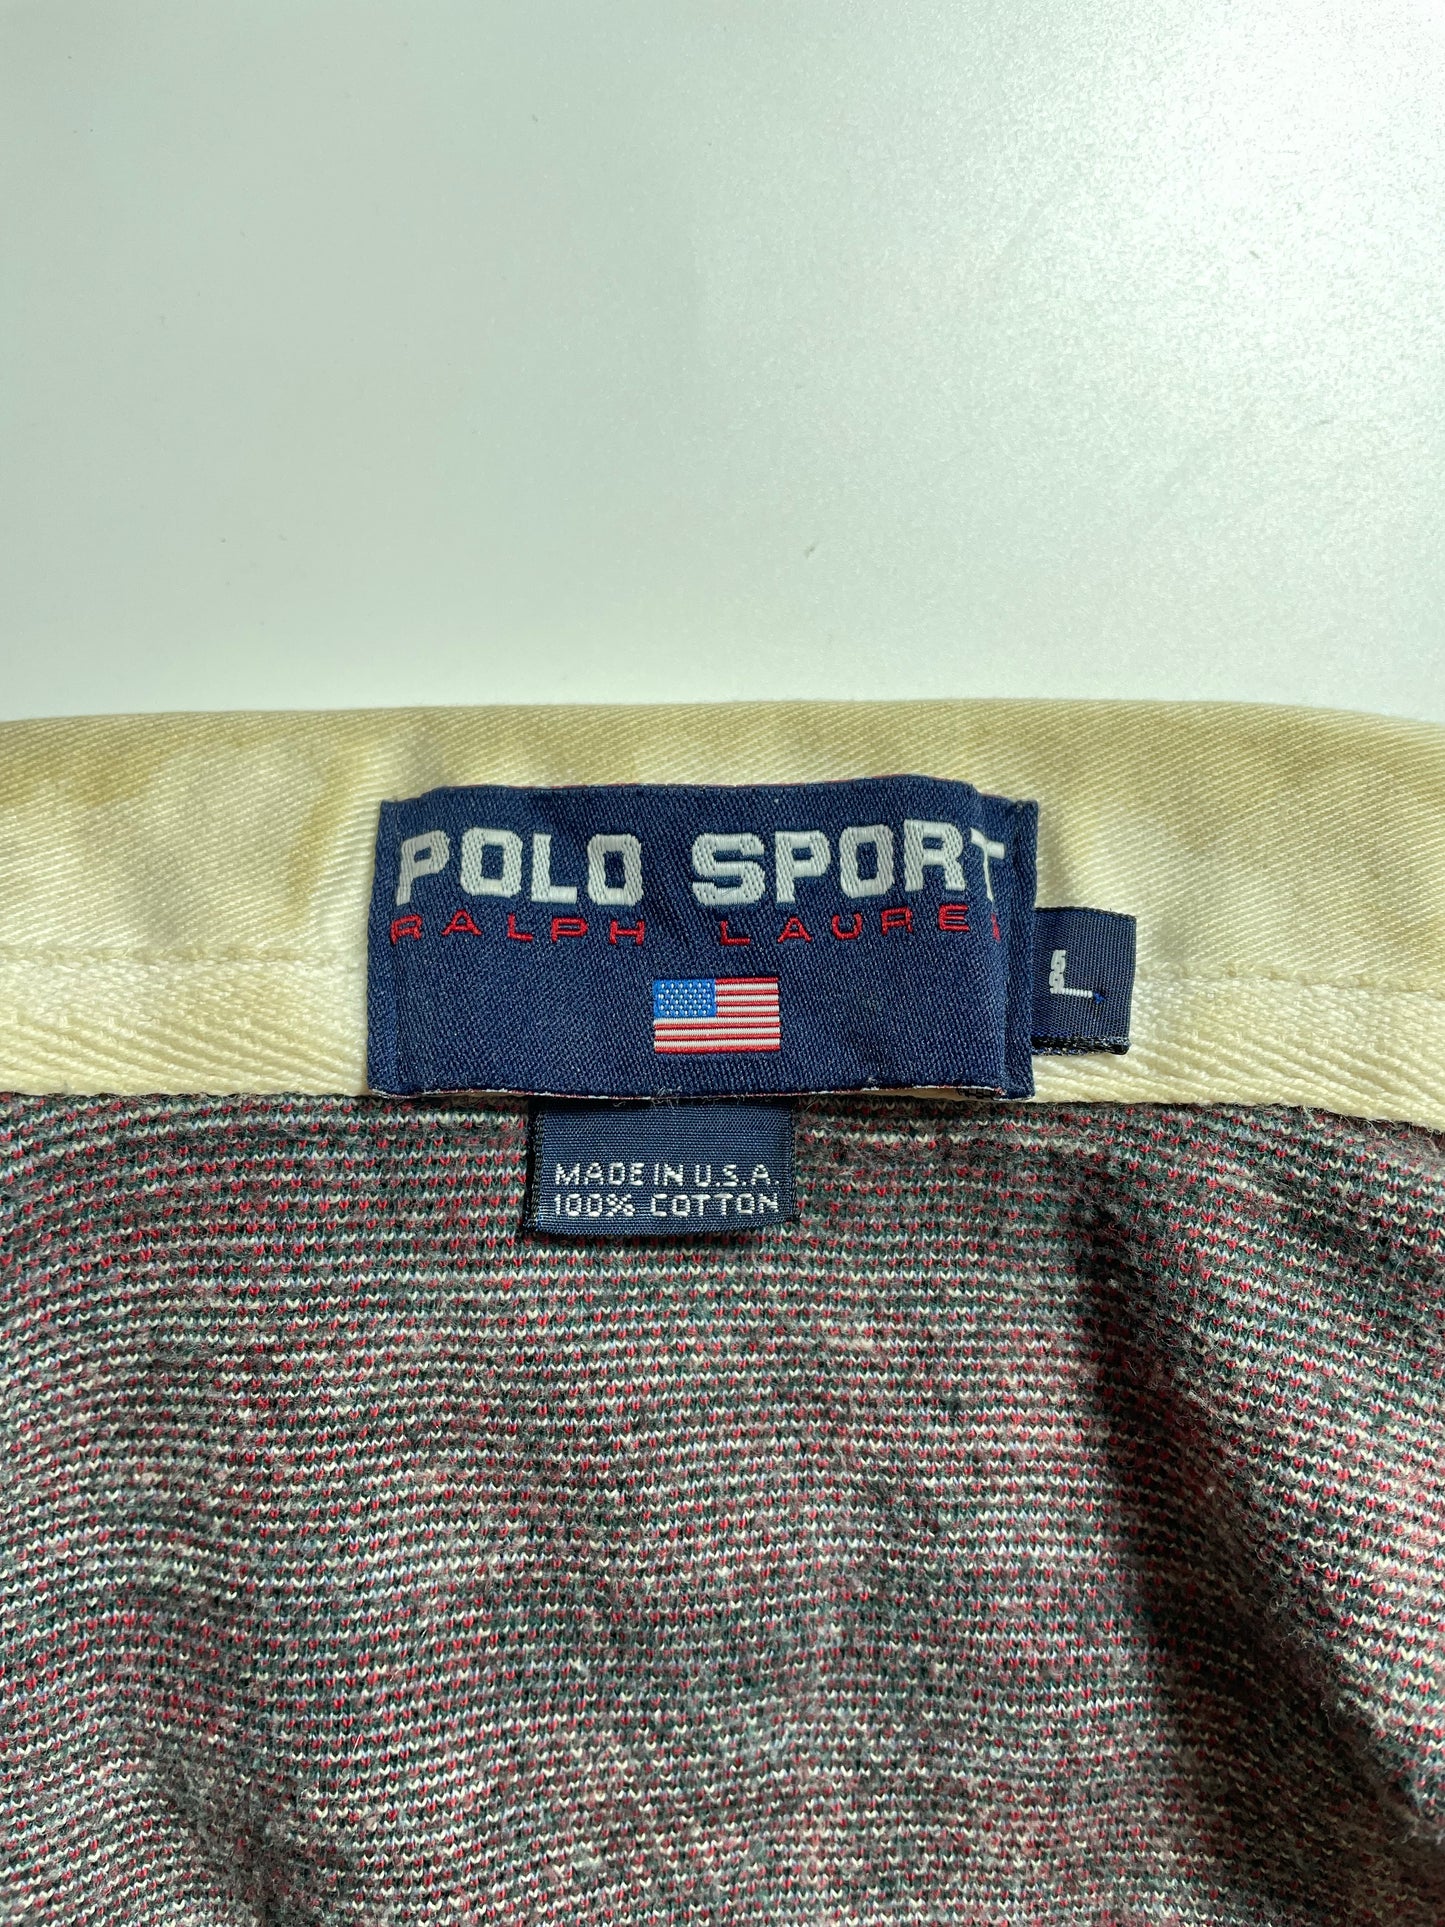 POLO SPORT
RALPH LAUREN
L
MADE IN U.S.A.
100% COTTON